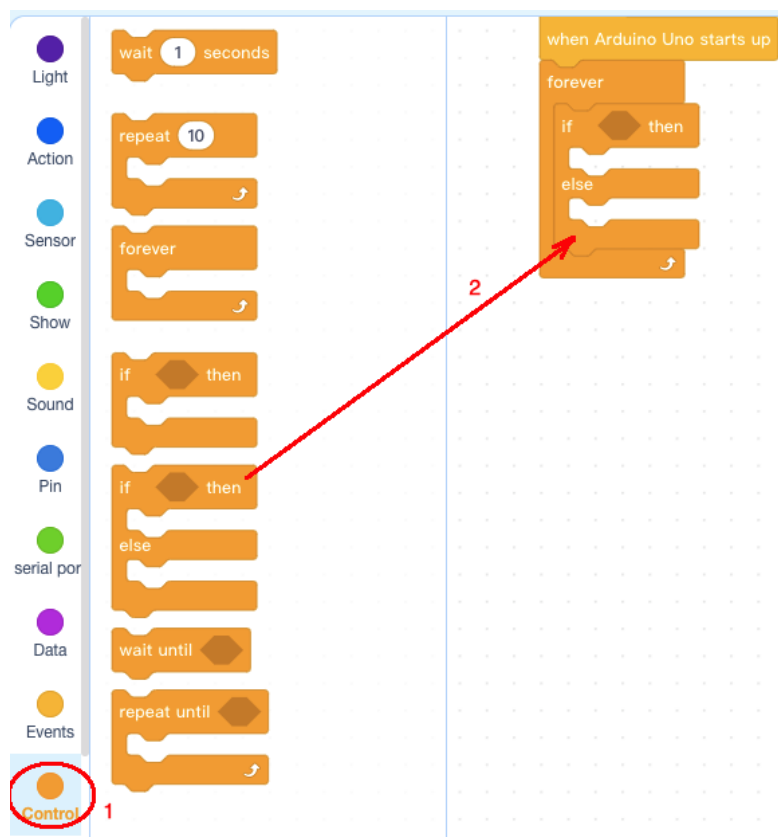 Light
Action
Sensor
Show
Sound
Pin
serial por
Data
Events
Control
1
wait 1 seconds
repeat 10
forever
if then
if then
else
wait until
repeat until
2
when Arduino Uno starts up
forever
if then
else